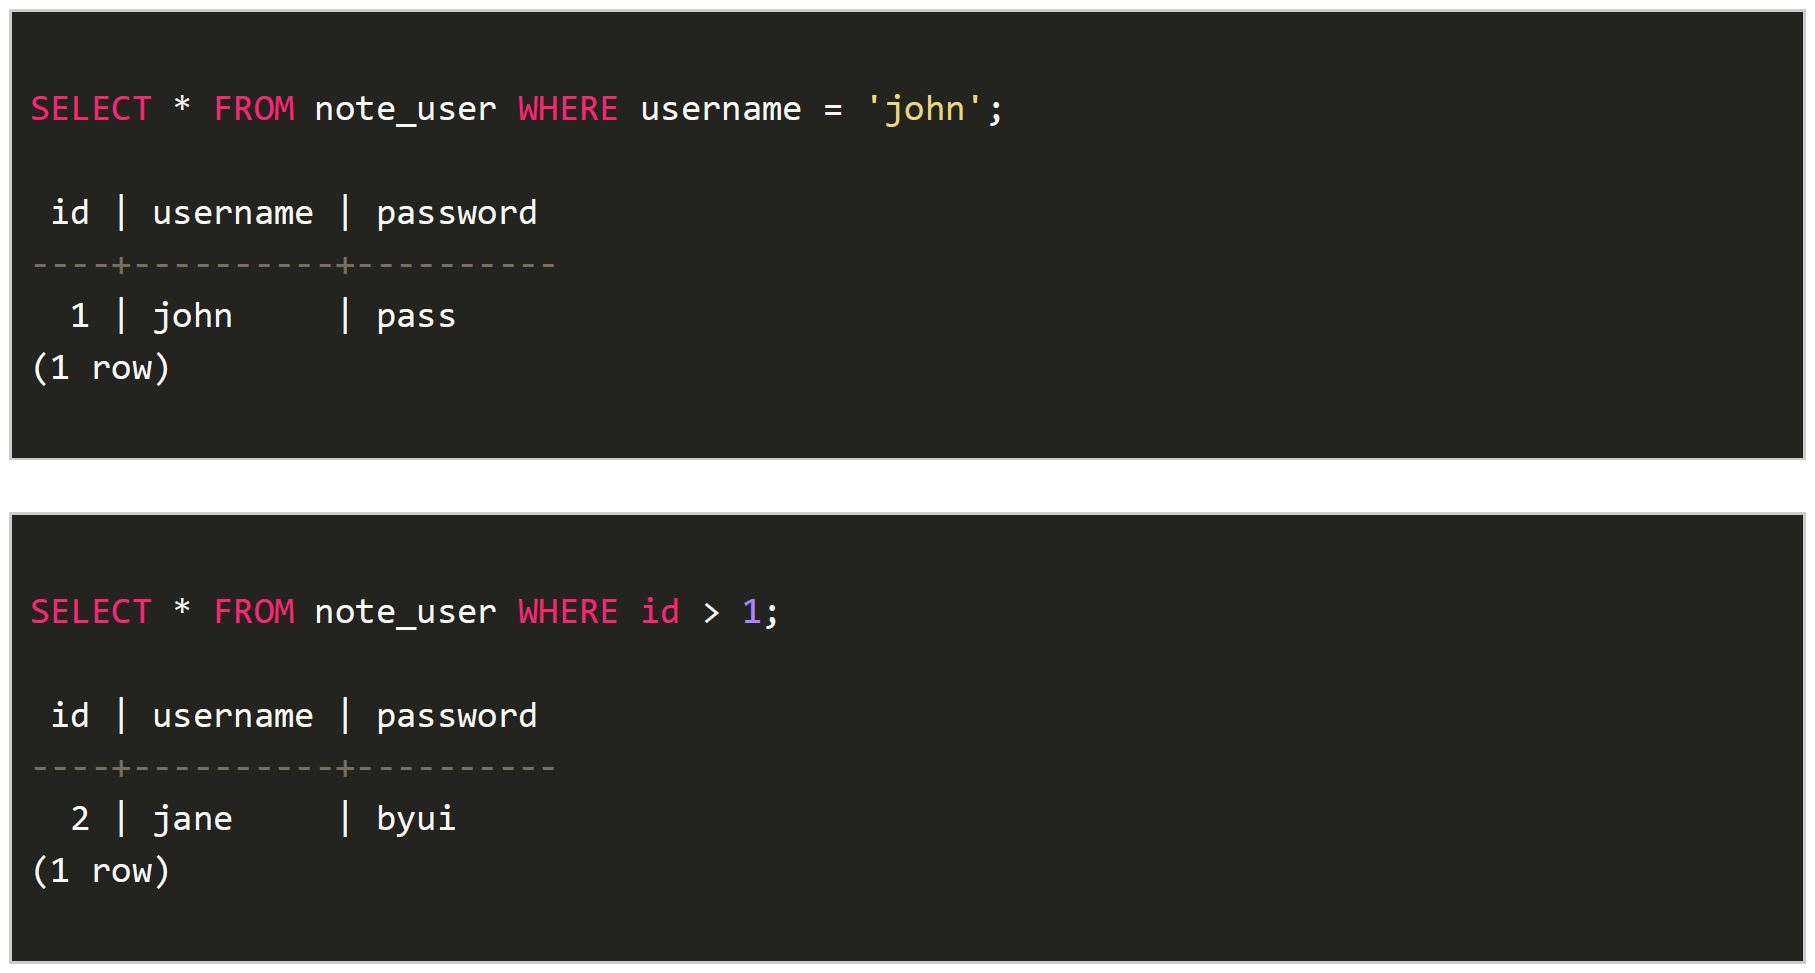 SELECT * FROM note_user WHERE username = 'john';
 id | username | password
----+----------+----------
  1 | john     | pass
(1 row)
SELECT * FROM note_user WHERE id > 1;
 id | username | password
----+----------+----------
  2 | jane     | byui
(1 row)